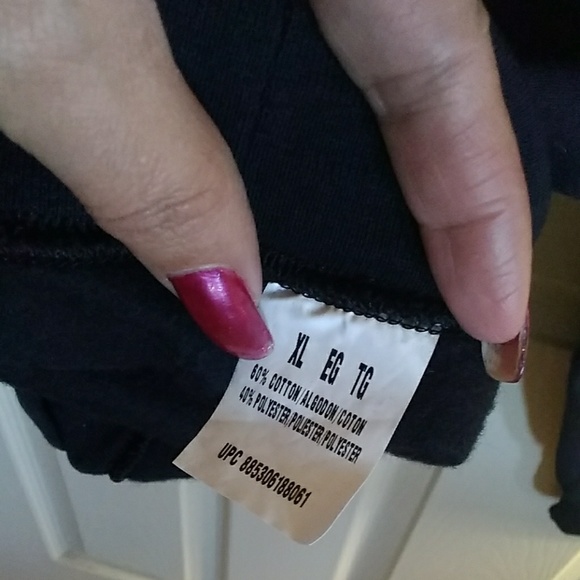 XL EG TG
60% COTTON/ALGODON/COTON
40% POLYESTER/POLIESTER/POLYESTER
UPC 885306188061